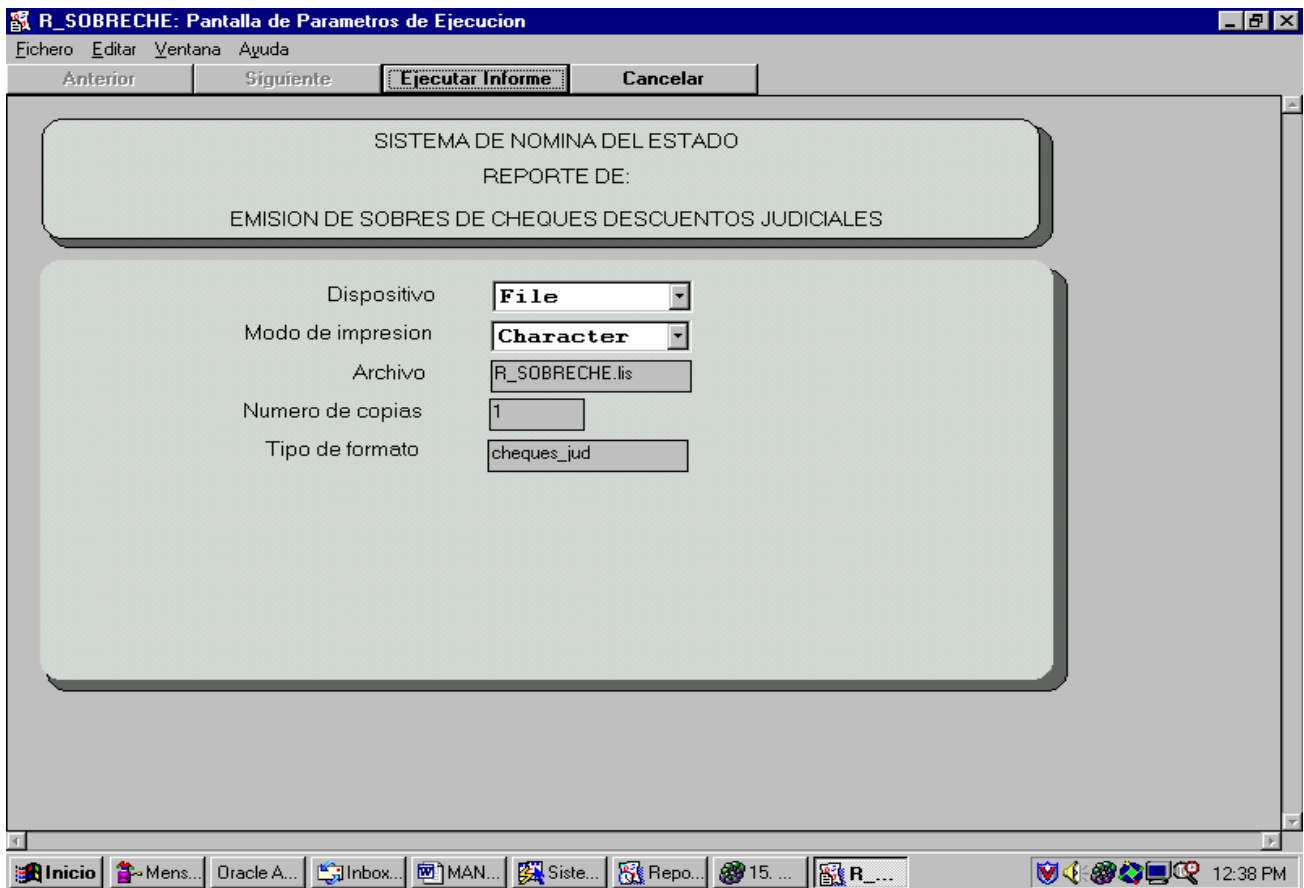 R_SOBRECHE: Pantalla de Parametros de Ejecucion
Fichero Editar Ventana Ayuda
Anterior Siguiente Ejecutar Informe Cancelar
SISTEMA DE NOMINA DEL ESTADO
REPORTE DE:
EMISION DE SOBRES DE CHEQUES DESCUENTOS JUDICIALES
Dispositivo File
Modo de impresion Character
Archivo R_SOBRECHE.lis
Numero de copias 1
Tipo de formato cheques_jud
Inicio Mens... Oracle A... Inbox... MAN... Siste... Repo... 15. ... R_... 12:38 PM